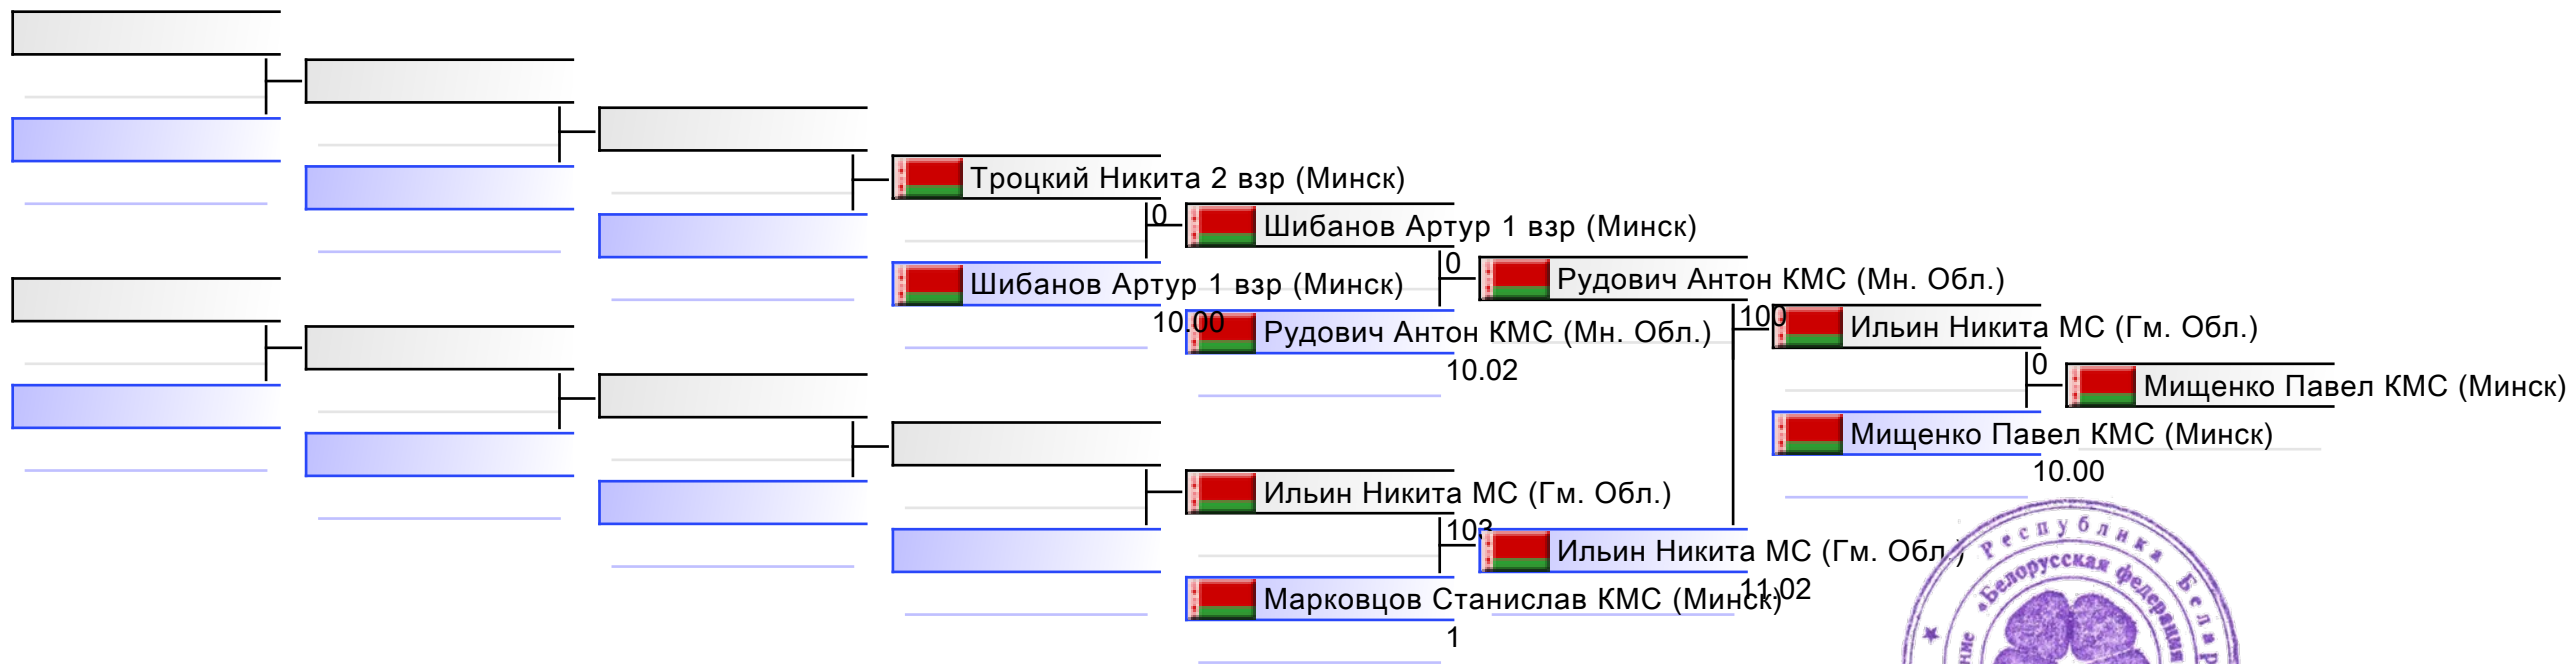 Троцкий Никита 2 взр (Минск)
0
Шибанов Артур 1 взр (Минск)
Шибанов Артур 1 взр (Минск)
10.00
0
Рудович Антон КМС (Мн. Обл.)
Рудович Антон КМС (Мн. Обл.)
10.02
100
Ильин Никита МС (Гм. Обл.)
0
Мищенко Павел КМС (Минск)
Мищенко Павел КМС (Минск)
10.00
Ильин Никита МС (Гм. Обл.)
103
Ильин Никита МС (Гм. Обл.)
11.02
Марковцов Станислав КМС (Минск)
1
Республика Белар
ние «Белорусская федерация